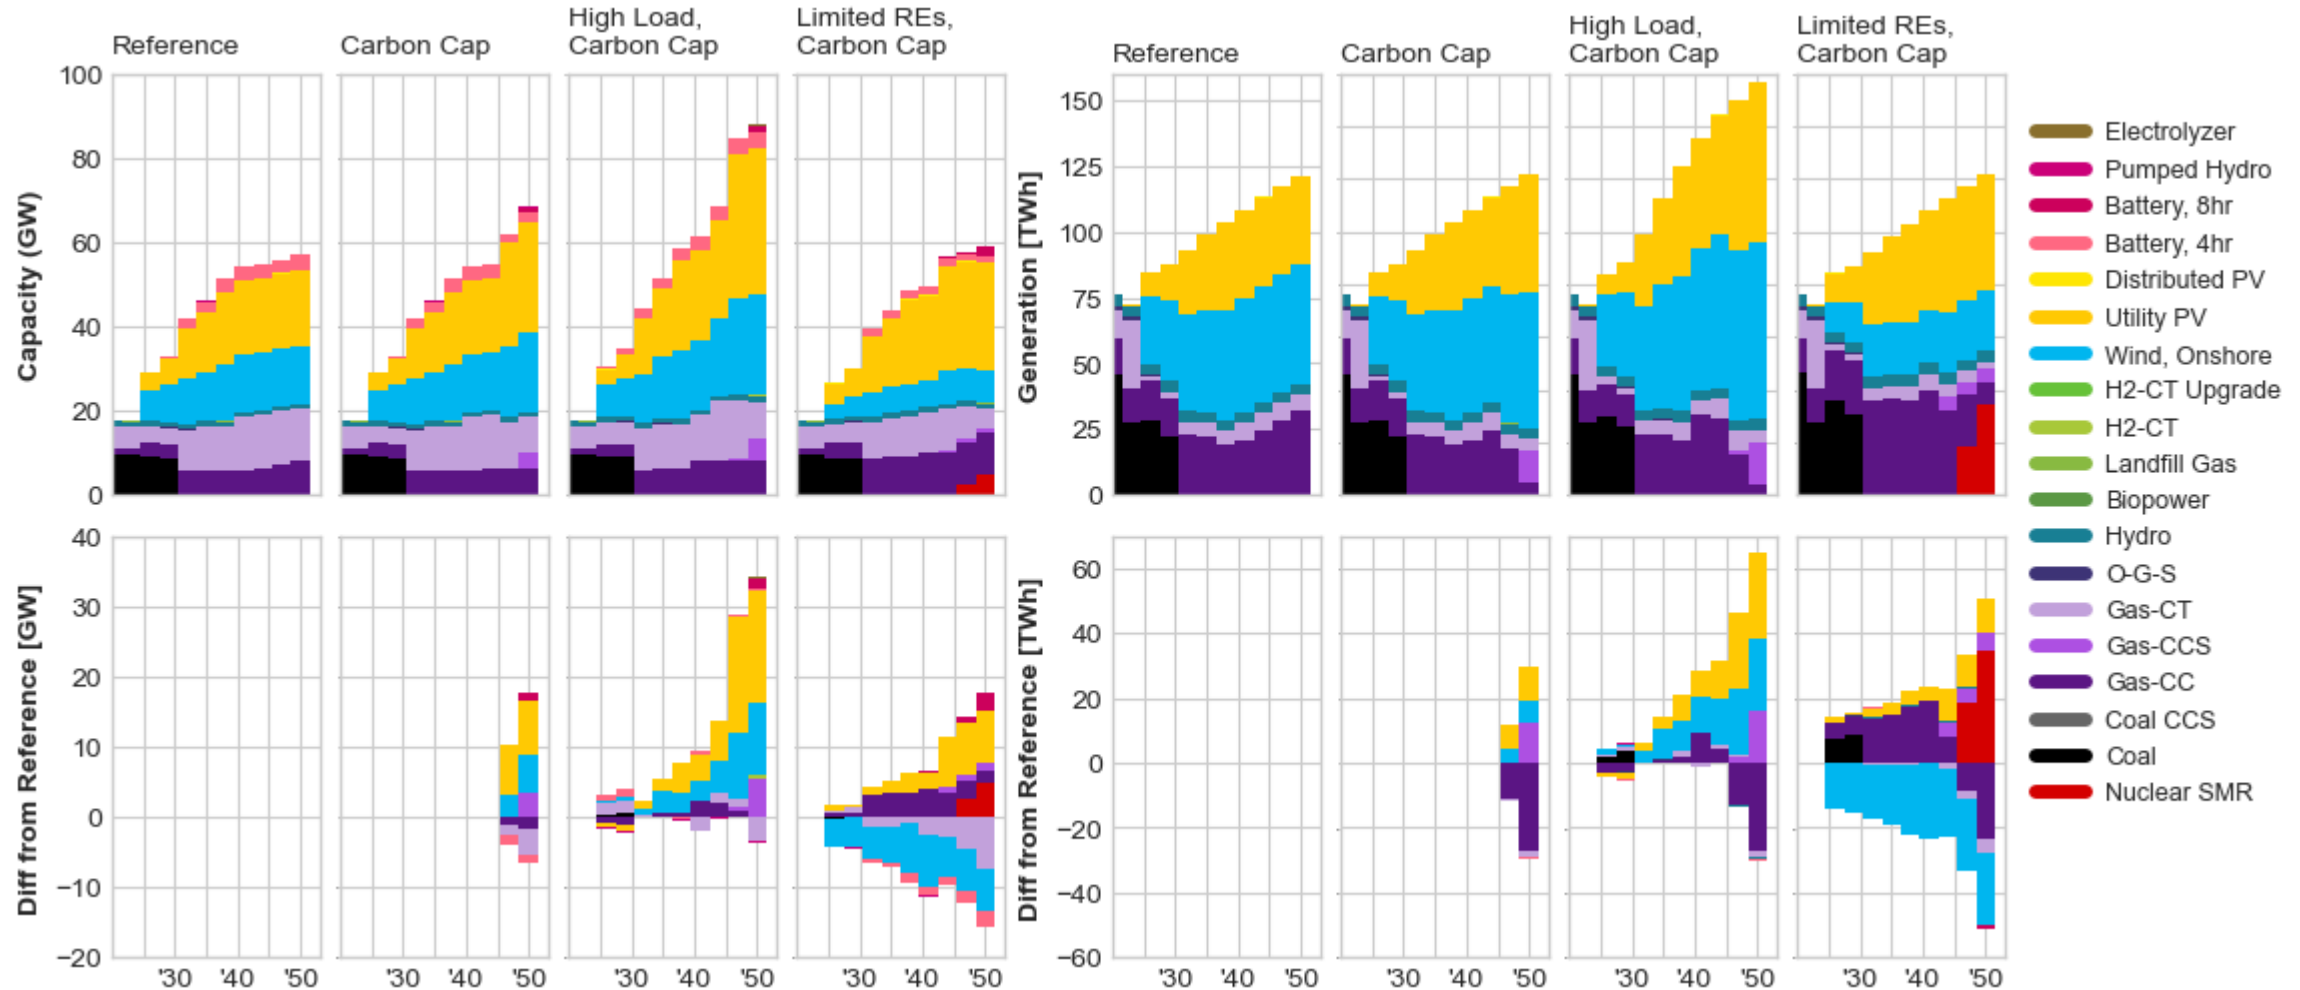 Reference
Carbon Cap
High Load,
Carbon Cap
Limited REs,
Carbon Cap
Capacity (GW)
100
80
60
40
20
0
Reference
Carbon Cap
High Load,
Carbon Cap
Limited REs,
Carbon Cap
Generation [TWh]
150
125
100
75
50
25
0
Diff from Reference [GW]
40
30
20
10
0
−10
−20
'30 '40 '50
'30 '40 '50
'30 '40 '50
'30 '40 '50
Diff from Reference [TWh]
60
40
20
0
−20
−40
−60
'30 '40 '50
'30 '40 '50
'30 '40 '50
'30 '40 '50
Electrolyzer
Pumped Hydro
Battery, 8hr
Battery, 4hr
Distributed PV
Utility PV
Wind, Onshore
H2-CT Upgrade
H2-CT
Landfill Gas
Biopower
Hydro
O-G-S
Gas-CT
Gas-CCS
Gas-CC
Coal CCS
Coal
Nuclear SMR